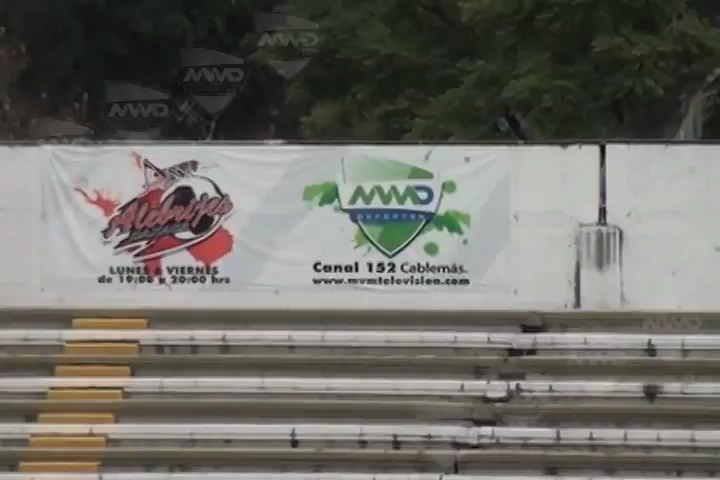 MVMD
MVMD
MVMD
DEPORTES
Alebrijes
Canal 152 Cablemás.
LUNES A VIERNES
de 19:00 a 20:00 hrs
www.mvmtelevision.com